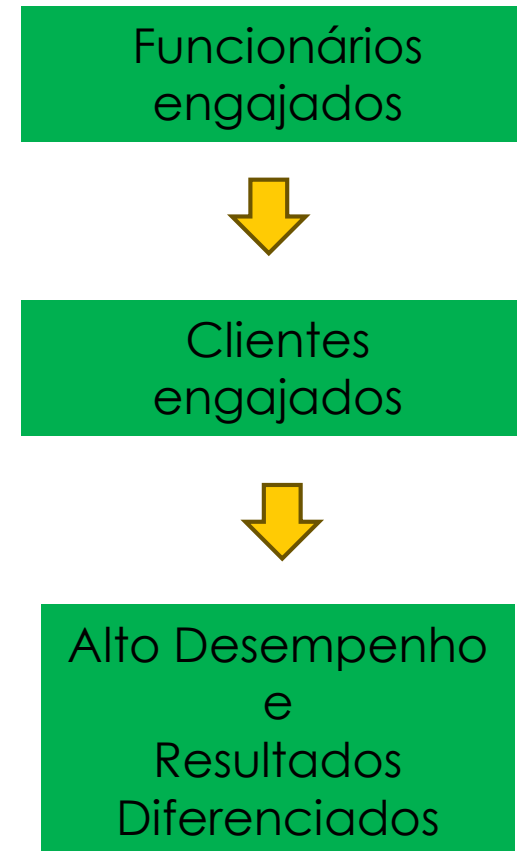 Funcionários
engajados
Clientes
engajados
Alto Desempenho
e
Resultados
Diferenciados